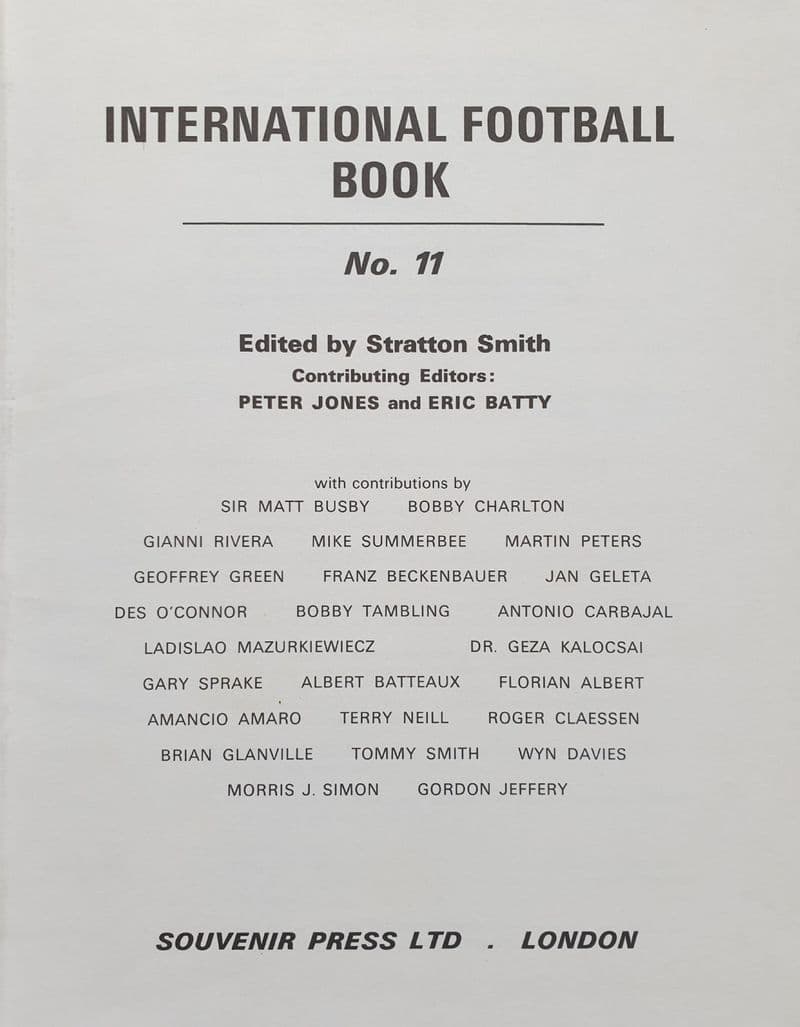 INTERNATIONAL FOOTBALL
BOOK
No. 11
Edited by Stratton Smith
Contributing Editors:
PETER JONES and ERIC BATTY
with contributions by
SIR MATT BUSBY BOBBY CHARLTON
GIANNI RIVERA MIKE SUMMERBEE MARTIN PETERS
GEOFFREY GREEN FRANZ BECKENBAUER JAN GELETA
DES O'CONNOR BOBBY TAMBLING ANTONIO CARBAJAL
LADISLAO MAZURKIEWIECZ DR. GEZA KALOCSAI
GARY SPRAKE ALBERT BATTEAUX FLORIAN ALBERT
AMANCIO AMARO TERRY NEILL ROGER CLAESSEN
BRIAN GLANVILLE TOMMY SMITH WYN DAVIES
MORRIS J. SIMON GORDON JEFFERY
SOUVENIR PRESS LTD . LONDON